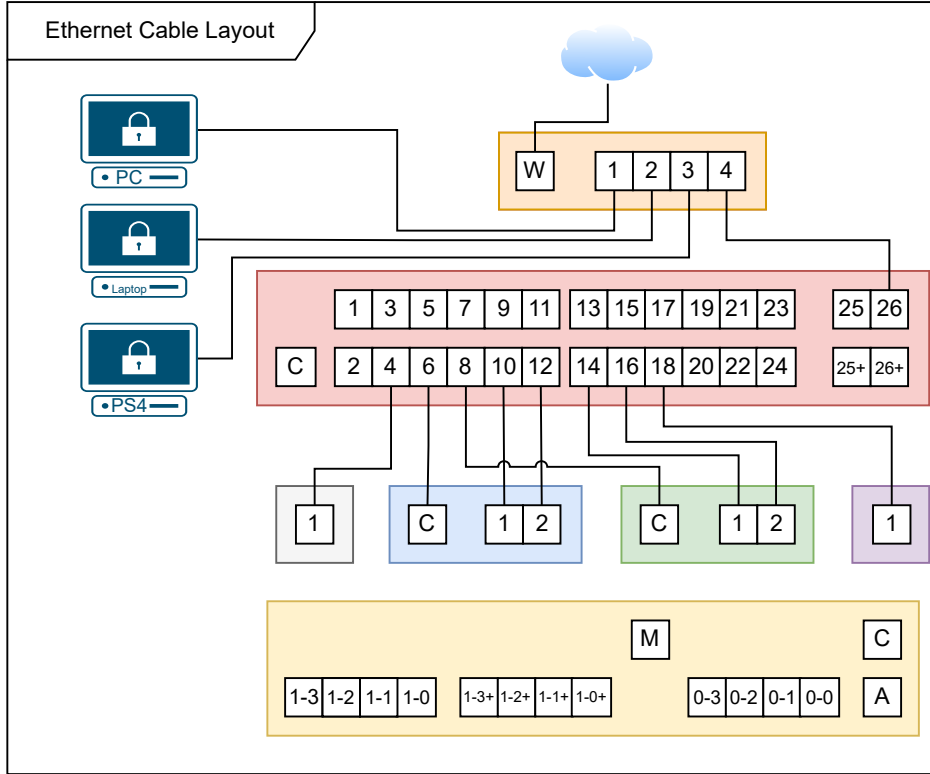 Ethernet Cable Layout
PC
Laptop
PS4
W 1 2 3 4
1 3 5 7 9 11 13 15 17 19 21 23 25 26
C 2 4 6 8 10 12 14 16 18 20 22 24 25+ 26+
1 C 1 2 C 1 2 1
M C
1-3 1-2 1-1 1-0 1-3+ 1-2+ 1-1+ 1-0+ 0-3 0-2 0-1 0-0 A